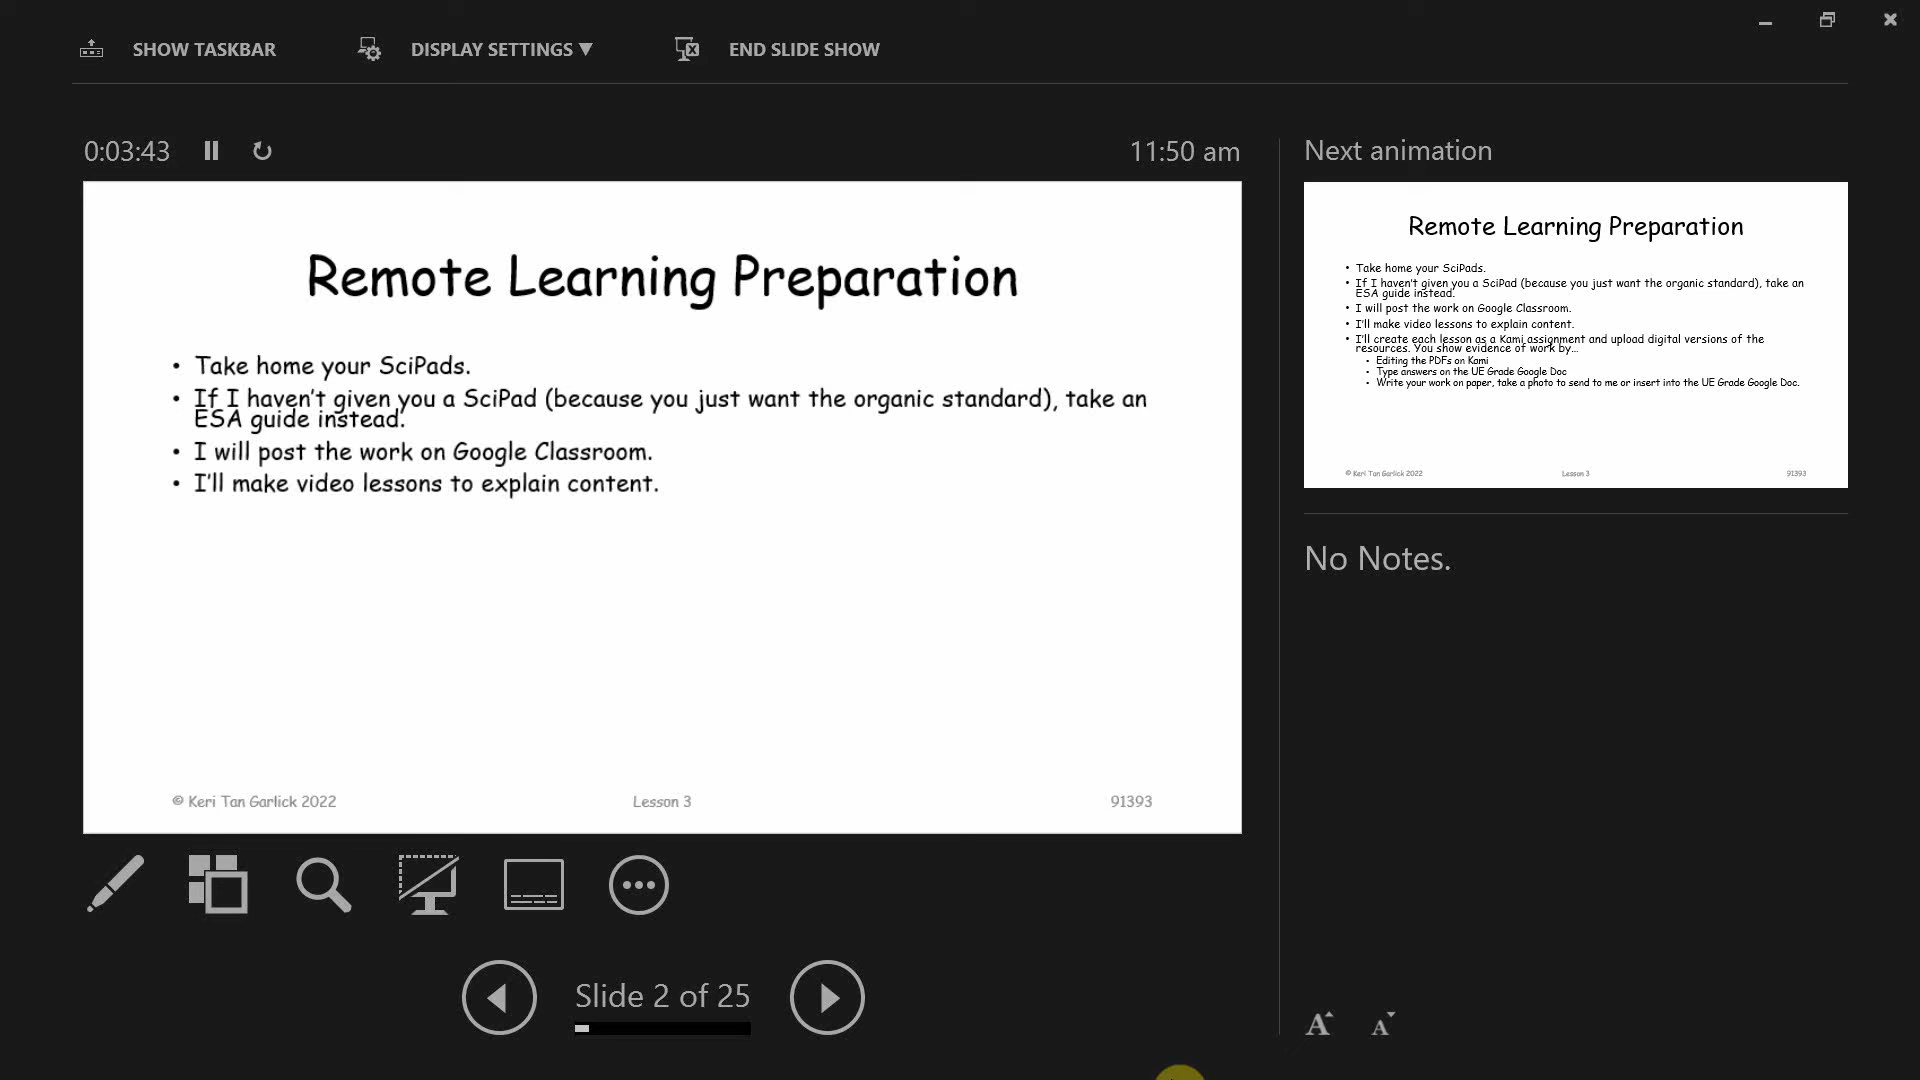 SHOW TASKBAR
DISPLAY SETTINGS ▼
END SLIDE SHOW
0:03:43
11:50 am
Remote Learning Preparation
• Take home your SciPads.
• If I haven't given you a SciPad (because you just want the organic standard), take an
ESA guide instead.
• I will post the work on Google Classroom.
• I'll make video lessons to explain content.
© Keri Tan Garlick 2022
Lesson 3
91393
Slide 2 of 25
Next animation
Remote Learning Preparation
• Take home your SciPads.
• If I haven't given you a SciPad (because you just want the organic standard), take an
ESA guide instead.
• I will post the work on Google Classroom.
• I'll make video lessons to explain content.
• I'll create each lesson as a Kami assignment and upload digital versions of the
resources. You show evidence of work by...
• Editing the PDFs on Kami
• Type answers on the UE Grade Google Doc
• Write your work on paper, take a photo to send to me or insert into the UE Grade Google Doc.
© Keri Tan Garlick 2022
Lesson 3
91393
No Notes.
A
A